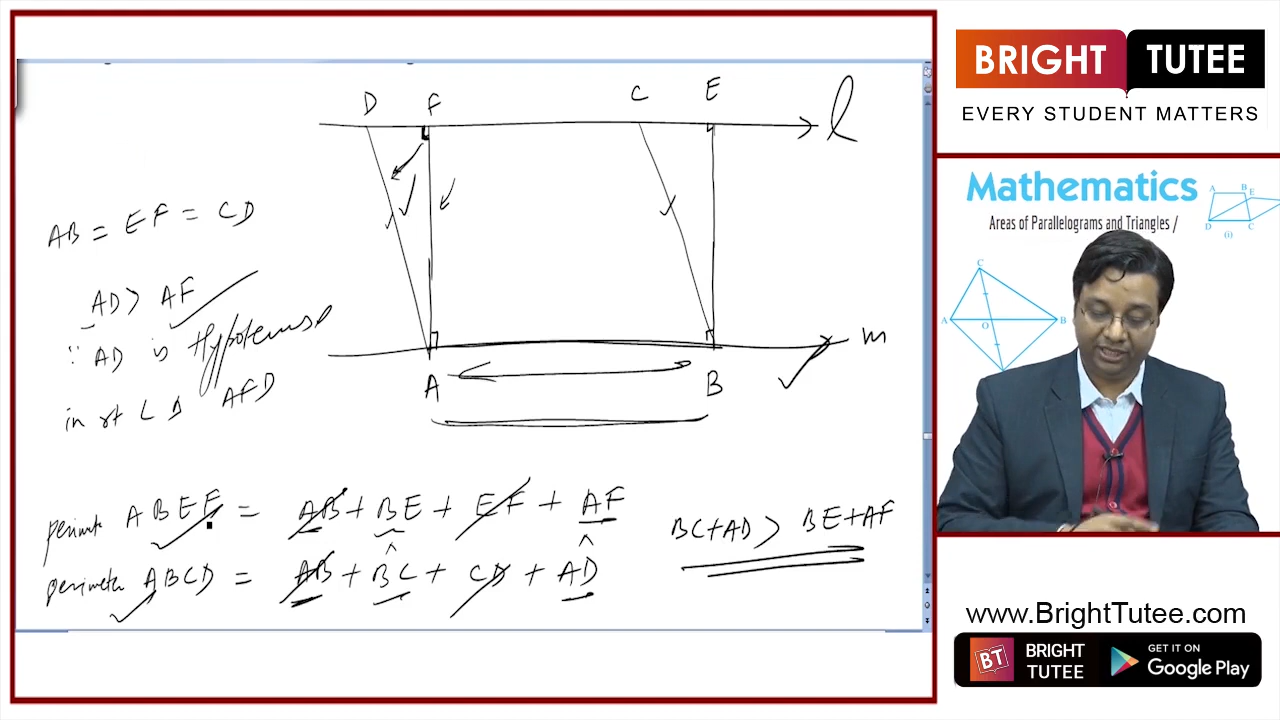 D F C E l
AB = EF = CD
AD > AF
∵ AD is Hypotenuse
in rt ∠ Δ AFD
A B m
perimete ABEF = AB + BE + EF + AF
perimeter ABCD = AB + BC + CD + AD
BC+AD > BE+AF
BRIGHT TUTEE
EVERY STUDENT MATTERS
Mathematics
Areas of Parallelograms and Triangles /
A B E
D C
(i)
C
A O B
www.BrightTutee.com
BT BRIGHT TUTEE
GET IT ON
Google Play